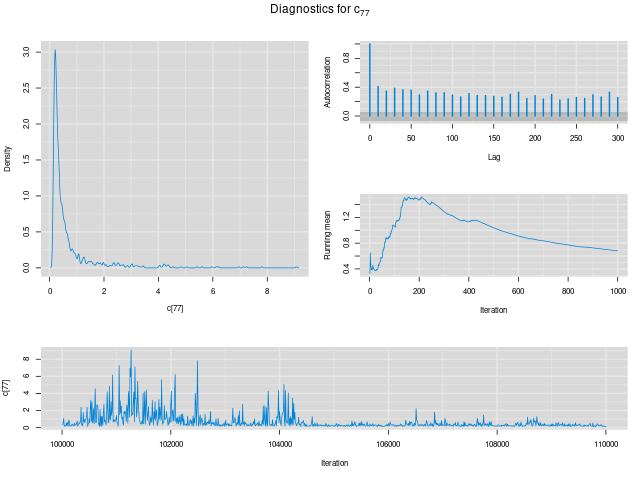 Diagnostics for c77
Density
3.0
2.5
2.0
1.5
1.0
0.5
0.0
0 2 4 6 8
c[77]
Autocorrelation
0.8
0.4
0.0
0 50 100 150 200 250 300
Lag
Running mean
1.2
0.8
0.4
0 200 400 600 800 1000
Iteration
c[77]
8
6
4
2
0
100000 102000 104000 106000 108000 110000
Iteration